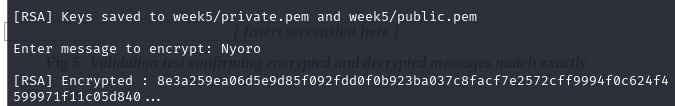 [RSA] Keys saved to week5/private.pem and week5/public.pem
[ Insert screenshot here ]
Enter message to encrypt: Nyoro
Fig 5: Validation test confirming encrypted and decrypted messages match exactly
[RSA] Encrypted : 8e3a259ea06d5e9d85f092fdd0f0b923ba037c8facf7e2572cff9994f0c624f4
599971f11c05d840...